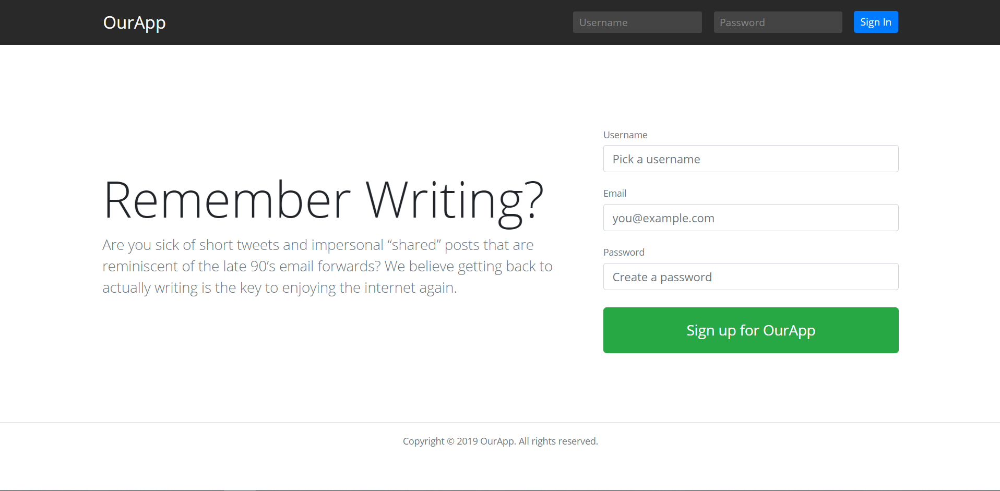 OurApp
Username
Password
Sign In
Remember Writing?
Are you sick of short tweets and impersonal “shared” posts that are
reminiscent of the late 90’s email forwards? We believe getting back to
actually writing is the key to enjoying the internet again.
Username
Pick a username
Email
you@example.com
Password
Create a password
Sign up for OurApp
Copyright © 2019 OurApp. All rights reserved.